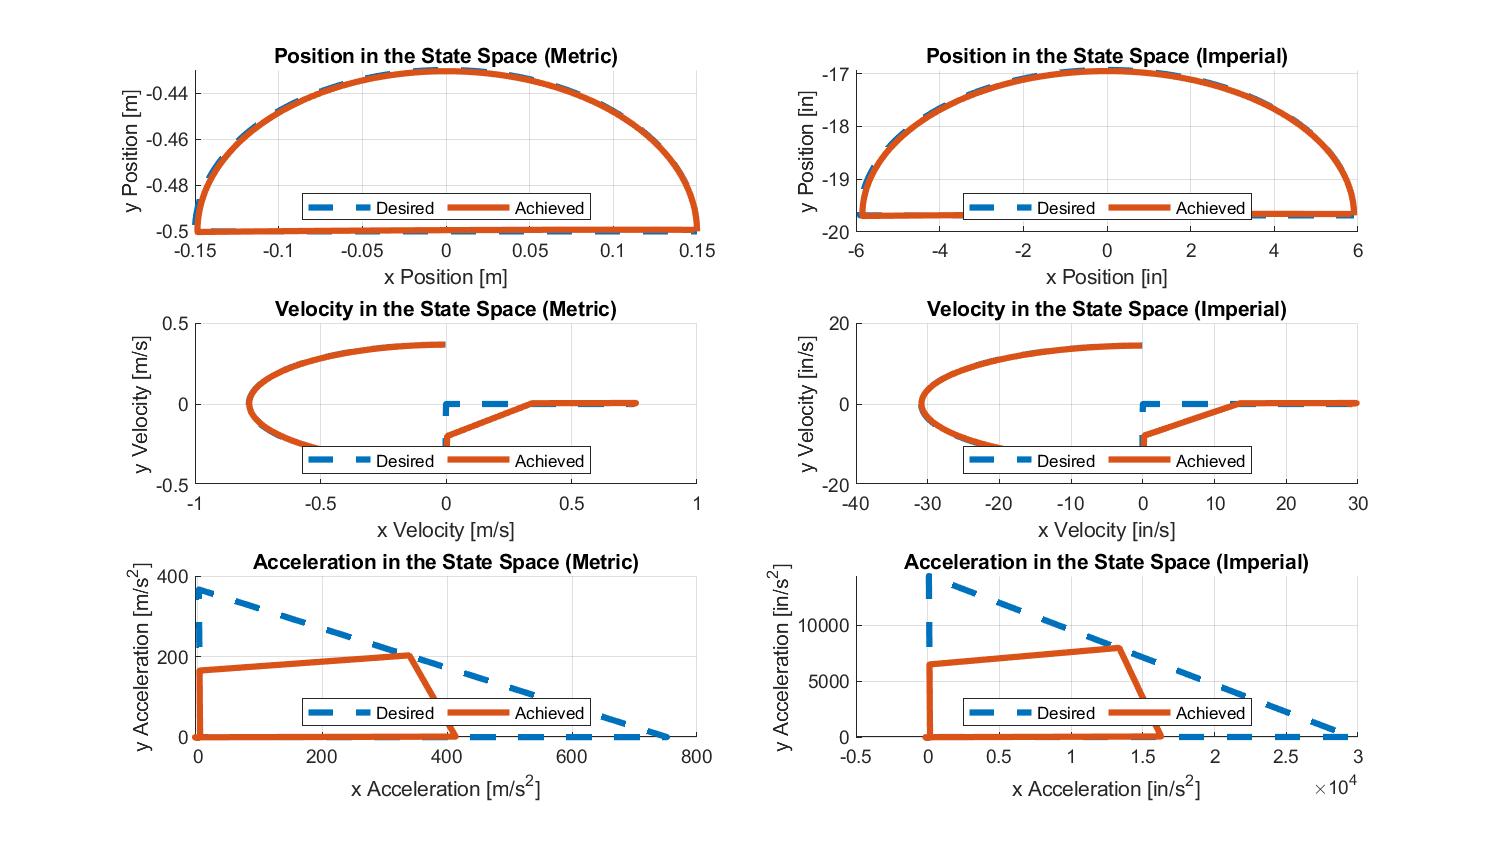 Position in the State Space (Metric)
y Position [m]
-0.44
-0.46
-0.48
-0.5
Desired Achieved
-0.15 -0.1 -0.05 0 0.05 0.1 0.15
x Position [m]
Position in the State Space (Imperial)
y Position [in]
-17
-18
-19
-20
Desired Achieved
-6 -4 -2 0 2 4 6
x Position [in]
Velocity in the State Space (Metric)
y Velocity [m/s]
0.5
0
-0.5
Desired Achieved
-1 -0.5 0 0.5 1
x Velocity [m/s]
Velocity in the State Space (Imperial)
y Velocity [in/s]
20
0
-20
Desired Achieved
-40 -30 -20 -10 0 10 20 30
x Velocity [in/s]
Acceleration in the State Space (Metric)
y Acceleration [m/s²]
400
200
0
Desired Achieved
0 200 400 600 800
x Acceleration [m/s²]
Acceleration in the State Space (Imperial)
y Acceleration [in/s²]
10000
5000
0
Desired Achieved
-0.5 0 0.5 1 1.5 2 2.5 3
x Acceleration [in/s²]
×10⁴